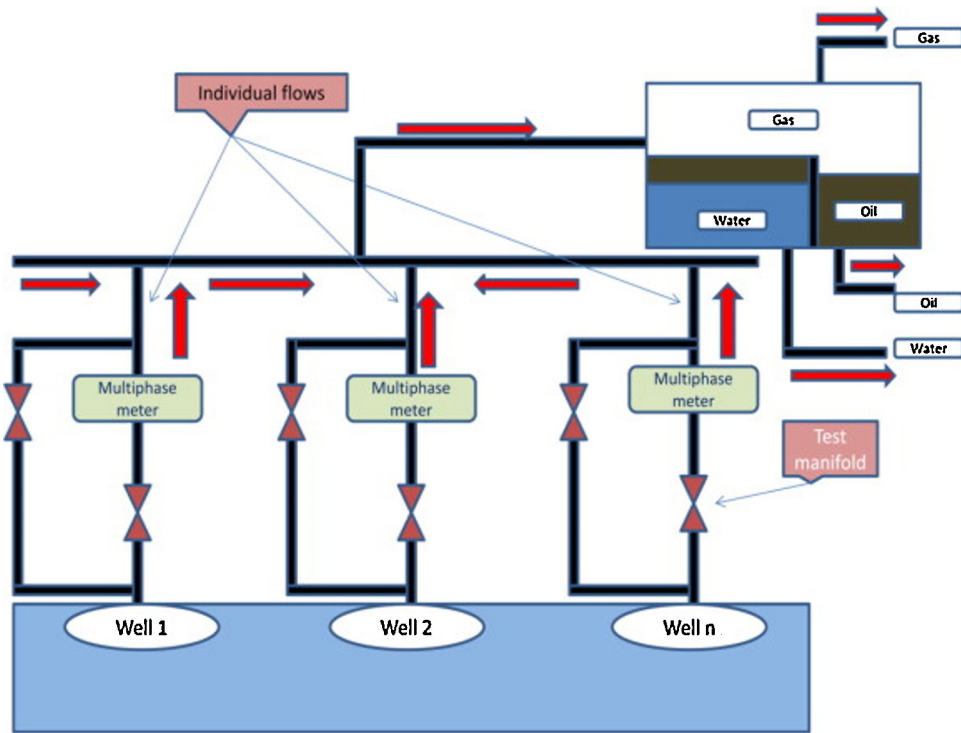 Gas
Individual flows
Gas
Water
Oil
Oil
Water
Multiphase
meter
Multiphase
meter
Multiphase
meter
Test
manifold
Well 1
Well 2
Well n